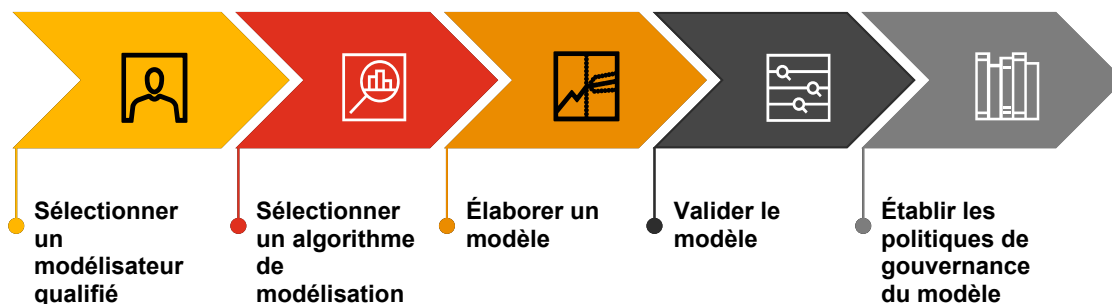 Sélectionner
un
modélisateur
qualifié
Sélectionner
un algorithme
de
modélisation
Élaborer un
modèle
Valider le
modèle
Établir les
politiques de
gouvernance
du modèle